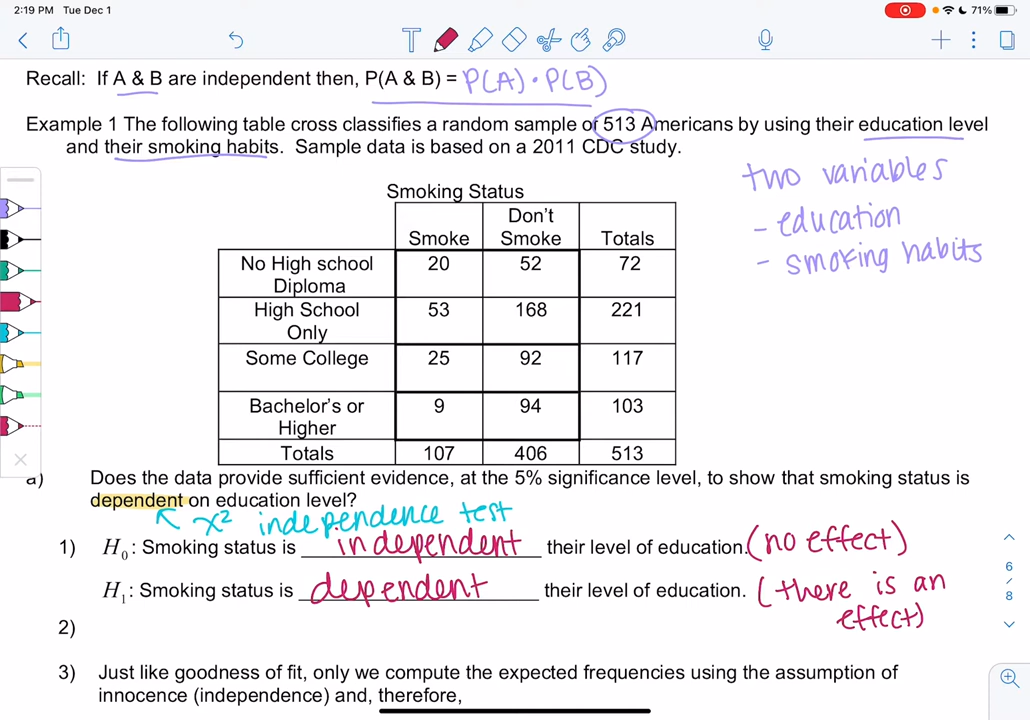 2:19 PM Tue Dec 1
71%
Recall: If A & B are independent then, P(A & B) = P(A) · P(B)
Example 1 The following table cross classifies a random sample of 513 Americans by using their education level
and their smoking habits. Sample data is based on a 2011 CDC study.
two variables
- education
- smoking habits
Smoking Status
Smoke Don't Smoke Totals
No High school Diploma 20 52 72
High School Only 53 168 221
Some College 25 92 117
Bachelor's or Higher 9 94 103
Totals 107 406 513
a) Does the data provide sufficient evidence, at the 5% significance level, to show that smoking status is
dependent on education level?
x² independence test
1) H₀: Smoking status is independent their level of education. (no effect)
H₁: Smoking status is dependent their level of education. (there is an
effect)
2)
3) Just like goodness of fit, only we compute the expected frequencies using the assumption of
innocence (independence) and, therefore,
6
/
8